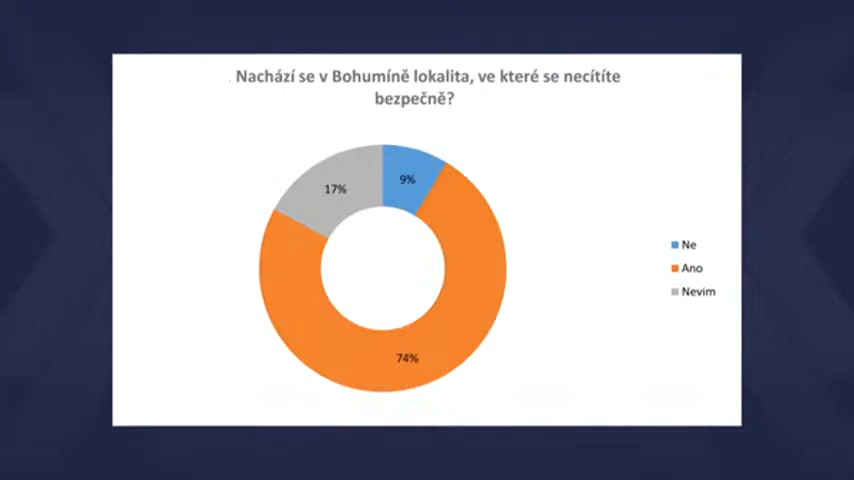 Nachází se v Bohumíně lokalita, ve které se necítíte
bezpečně?
9%
17%
74%
Ne
Ano
Nevím